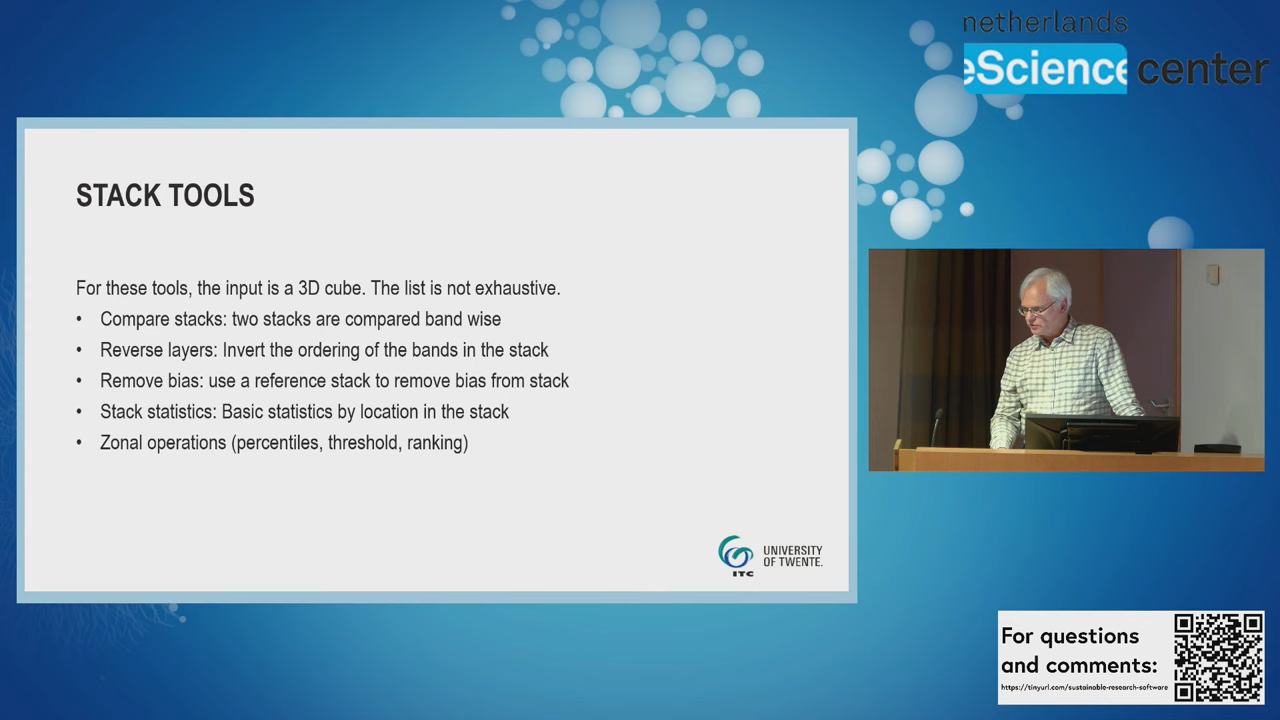 netherlands
eScience center
STACK TOOLS
For these tools, the input is a 3D cube. The list is not exhaustive.
• Compare stacks: two stacks are compared band wise
• Reverse layers: Invert the ordering of the bands in the stack
• Remove bias: use a reference stack to remove bias from stack
• Stack statistics: Basic statistics by location in the stack
• Zonal operations (percentiles, threshold, ranking)
UNIVERSITY
OF TWENTE.
ITC
For questions
and comments:
https://tinyurl.com/sustainable-research-software